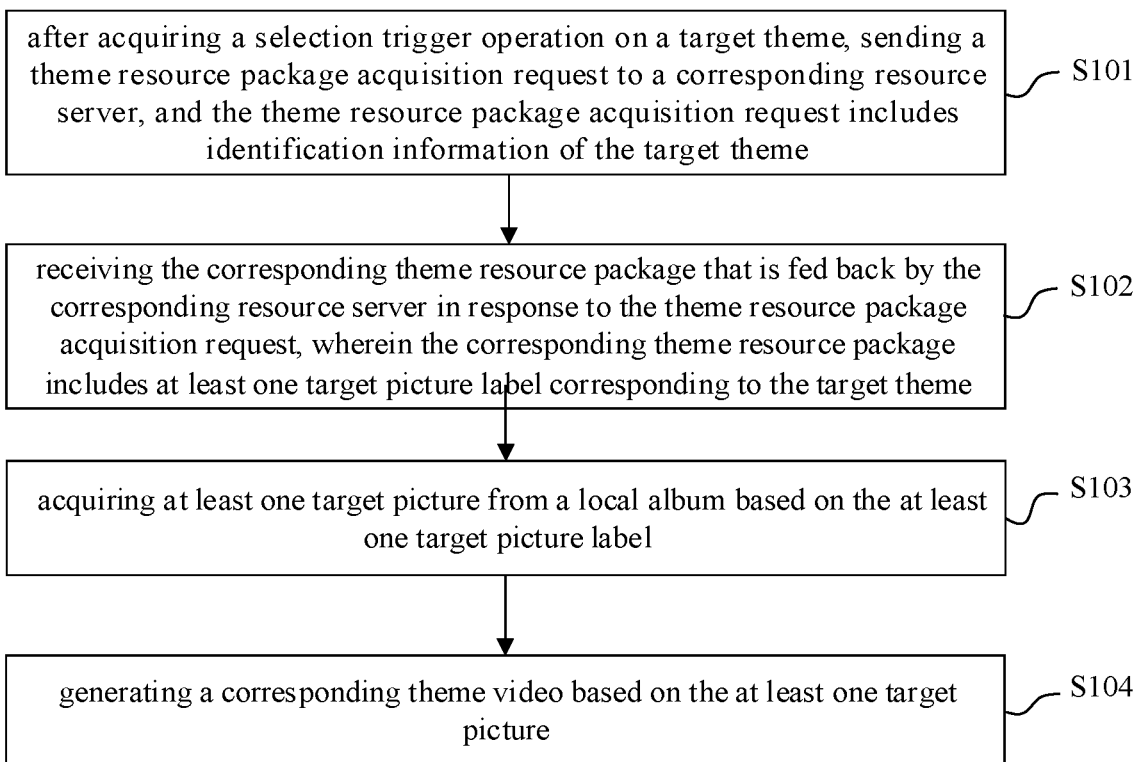 after acquiring a selection trigger operation on a target theme, sending a
theme resource package acquisition request to a corresponding resource
server, and the theme resource package acquisition request includes
identification information of the target theme
S101
receiving the corresponding theme resource package that is fed back by the
corresponding resource server in response to the theme resource package
acquisition request, wherein the corresponding theme resource package
includes at least one target picture label corresponding to the target theme
S102
acquiring at least one target picture from a local album based on the at least
one target picture label
S103
generating a corresponding theme video based on the at least one target
picture
S104